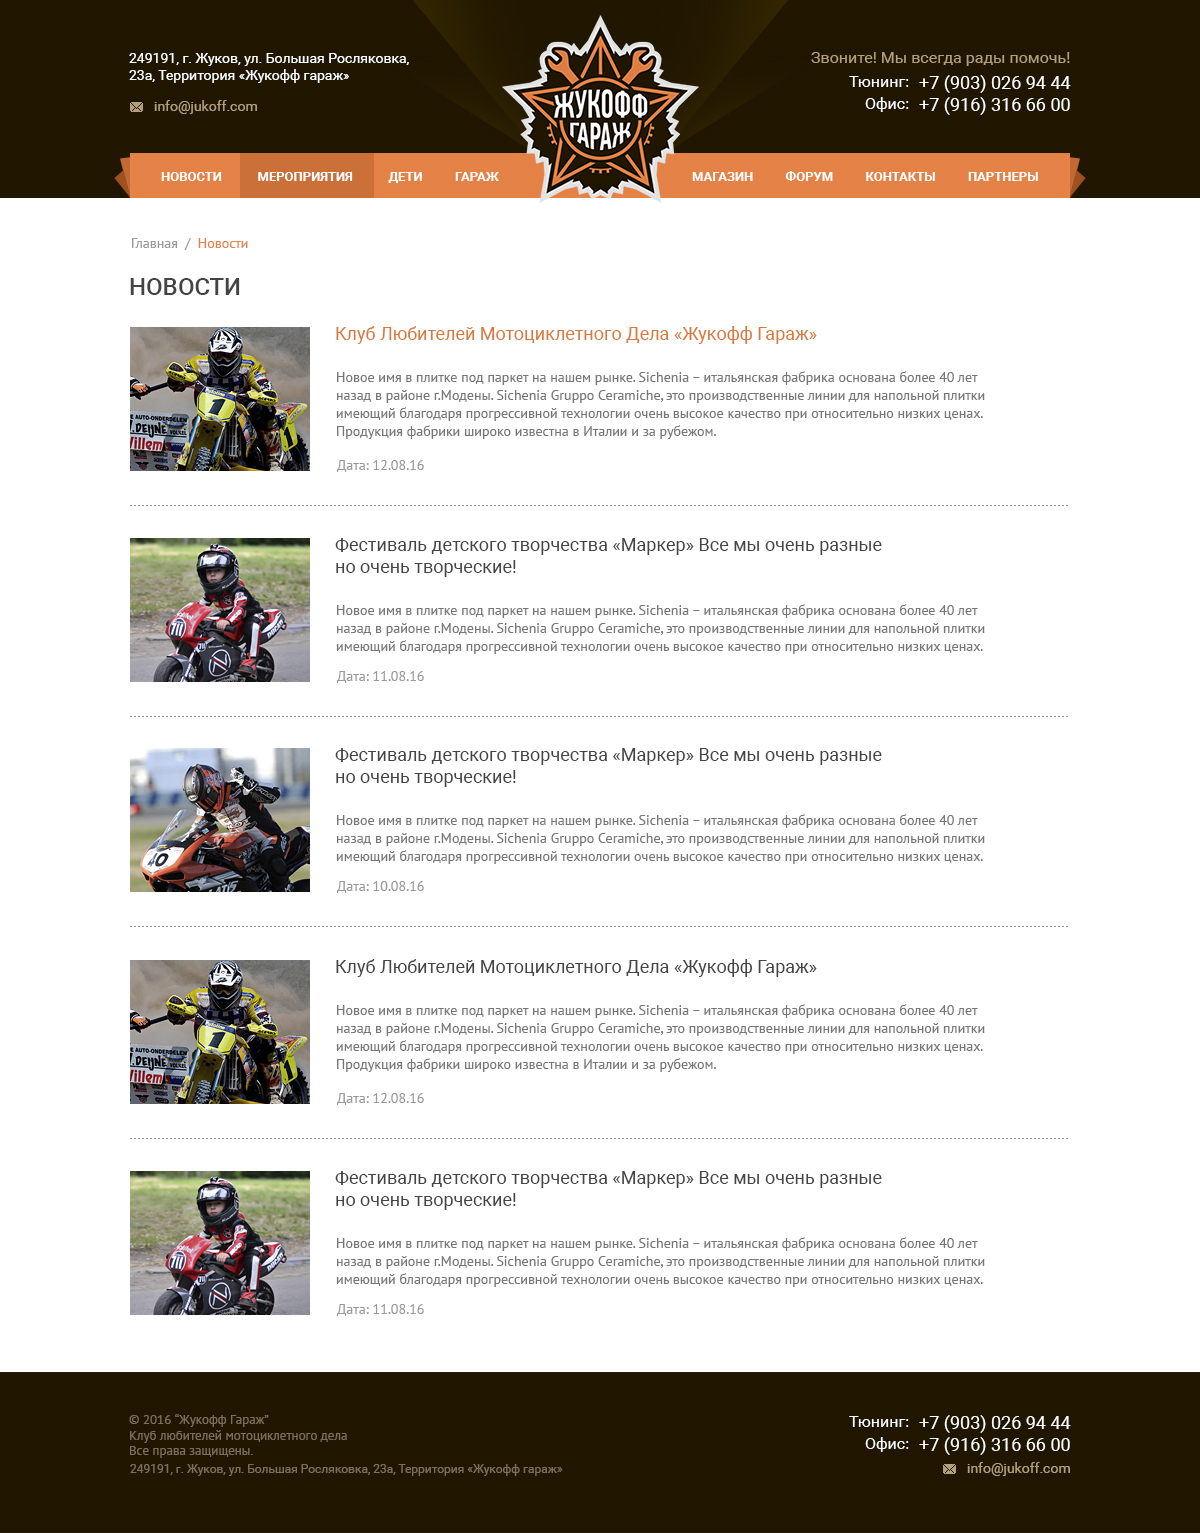 249191, г. Жуков, ул. Большая Росляковка,
23а, Территория «Жукофф гараж»
info@jukoff.com
ЖУКОФФ
ГАРАЖ
Звоните! Мы всегда рады помочь!
Тюнинг: +7 (903) 026 94 44
Офис: +7 (916) 316 66 00
НОВОСТИ МЕРОПРИЯТИЯ ДЕТИ ГАРАЖ МАГАЗИН ФОРУМ КОНТАКТЫ ПАРТНЕРЫ
Главная / Новости
НОВОСТИ
Клуб Любителей Мотоциклетного Дела «Жукофф Гараж»
Новое имя в плитке под паркет на нашем рынке. Sichenia – итальянская фабрика основана более 40 лет
назад в районе г.Модены. Sichenia Gruppo Ceramiche, это производственные линии для напольной плитки
имеющий благодаря прогрессивной технологии очень высокое качество при относительно низких ценах.
Продукция фабрики широко известна в Италии и за рубежом.
Дата: 12.08.16
1
Willem
Фестиваль детского творчества «Маркер» Все мы очень разные
но очень творческие!
Новое имя в плитке под паркет на нашем рынке. Sichenia – итальянская фабрика основана более 40 лет
назад в районе г.Модены. Sichenia Gruppo Ceramiche, это производственные линии для напольной плитки
имеющий благодаря прогрессивной технологии очень высокое качество при относительно низких ценах.
Дата: 11.08.16
Фестиваль детского творчества «Маркер» Все мы очень разные
но очень творческие!
Новое имя в плитке под паркет на нашем рынке. Sichenia – итальянская фабрика основана более 40 лет
назад в районе г.Модены. Sichenia Gruppo Ceramiche, это производственные линии для напольной плитки
имеющий благодаря прогрессивной технологии очень высокое качество при относительно низких ценах.
Дата: 10.08.16
Клуб Любителей Мотоциклетного Дела «Жукофф Гараж»
Новое имя в плитке под паркет на нашем рынке. Sichenia – итальянская фабрика основана более 40 лет
назад в районе г.Модены. Sichenia Gruppo Ceramiche, это производственные линии для напольной плитки
имеющий благодаря прогрессивной технологии очень высокое качество при относительно низких ценах.
Продукция фабрики широко известна в Италии и за рубежом.
Дата: 12.08.16
1
Willem
Фестиваль детского творчества «Маркер» Все мы очень разные
но очень творческие!
Новое имя в плитке под паркет на нашем рынке. Sichenia – итальянская фабрика основана более 40 лет
назад в районе г.Модены. Sichenia Gruppo Ceramiche, это производственные линии для напольной плитки
имеющий благодаря прогрессивной технологии очень высокое качество при относительно низких ценах.
Дата: 11.08.16
© 2016 “Жукофф Гараж”
Клуб любителей мотоциклетного дела
Все права защищены.
249191, г. Жуков, ул. Большая Росляковка, 23а, Территория «Жукофф гараж»
Тюнинг: +7 (903) 026 94 44
Офис: +7 (916) 316 66 00
info@jukoff.com